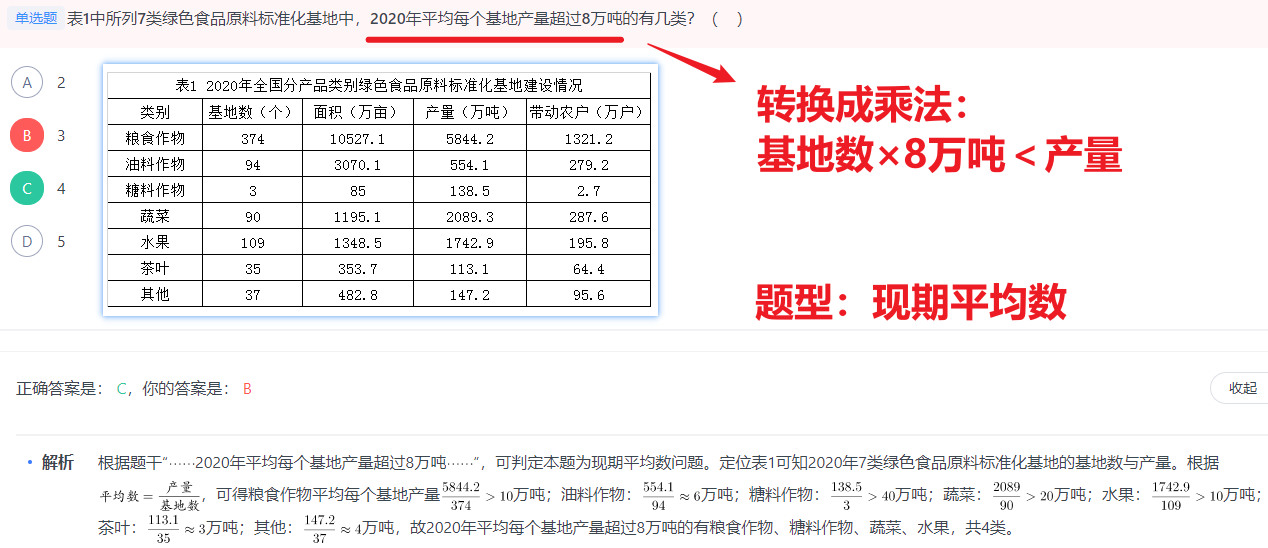 单选题 表1中所列7类绿色食品原料标准化基地中，2020年平均每个基地产量超过8万吨的有几类？（ ）
A 2
B 3
C 4
D 5
表1 2020年全国分产品类别绿色食品原料标准化基地建设情况
类别 基地数（个） 面积（万亩） 产量（万吨） 带动农户（万户）
粮食作物 374 10527.1 5844.2 1321.2
油料作物 94 3070.1 554.1 279.2
糖料作物 3 85 138.5 2.7
蔬菜 90 1195.1 2089.3 287.6
水果 109 1348.5 1742.9 195.8
茶叶 35 353.7 113.1 64.4
其他 37 482.8 147.2 95.6
转换成乘法：
基地数×8万吨＜产量
题型：现期平均数
正确答案是： C，你的答案是： B
收起
• 解析 根据题干“……2020年平均每个基地产量超过8万吨……”，可判定本题为现期平均数问题。定位表1可知2020年7类绿色食品原料标准化基地的基地数与产量。根据
平均数=产量/基地数，可得粮食作物平均每个基地产量5844.2/374>10万吨；油料作物：554.1/94≈6万吨；糖料作物：138.5/3>40万吨；蔬菜：2089/90>20万吨；水果：1742.9/109>10万吨；
茶叶：113.1/35≈3万吨；其他：147.2/37≈4万吨，故2020年平均每个基地产量超过8万吨的有粮食作物、糖料作物、蔬菜、水果，共4类。